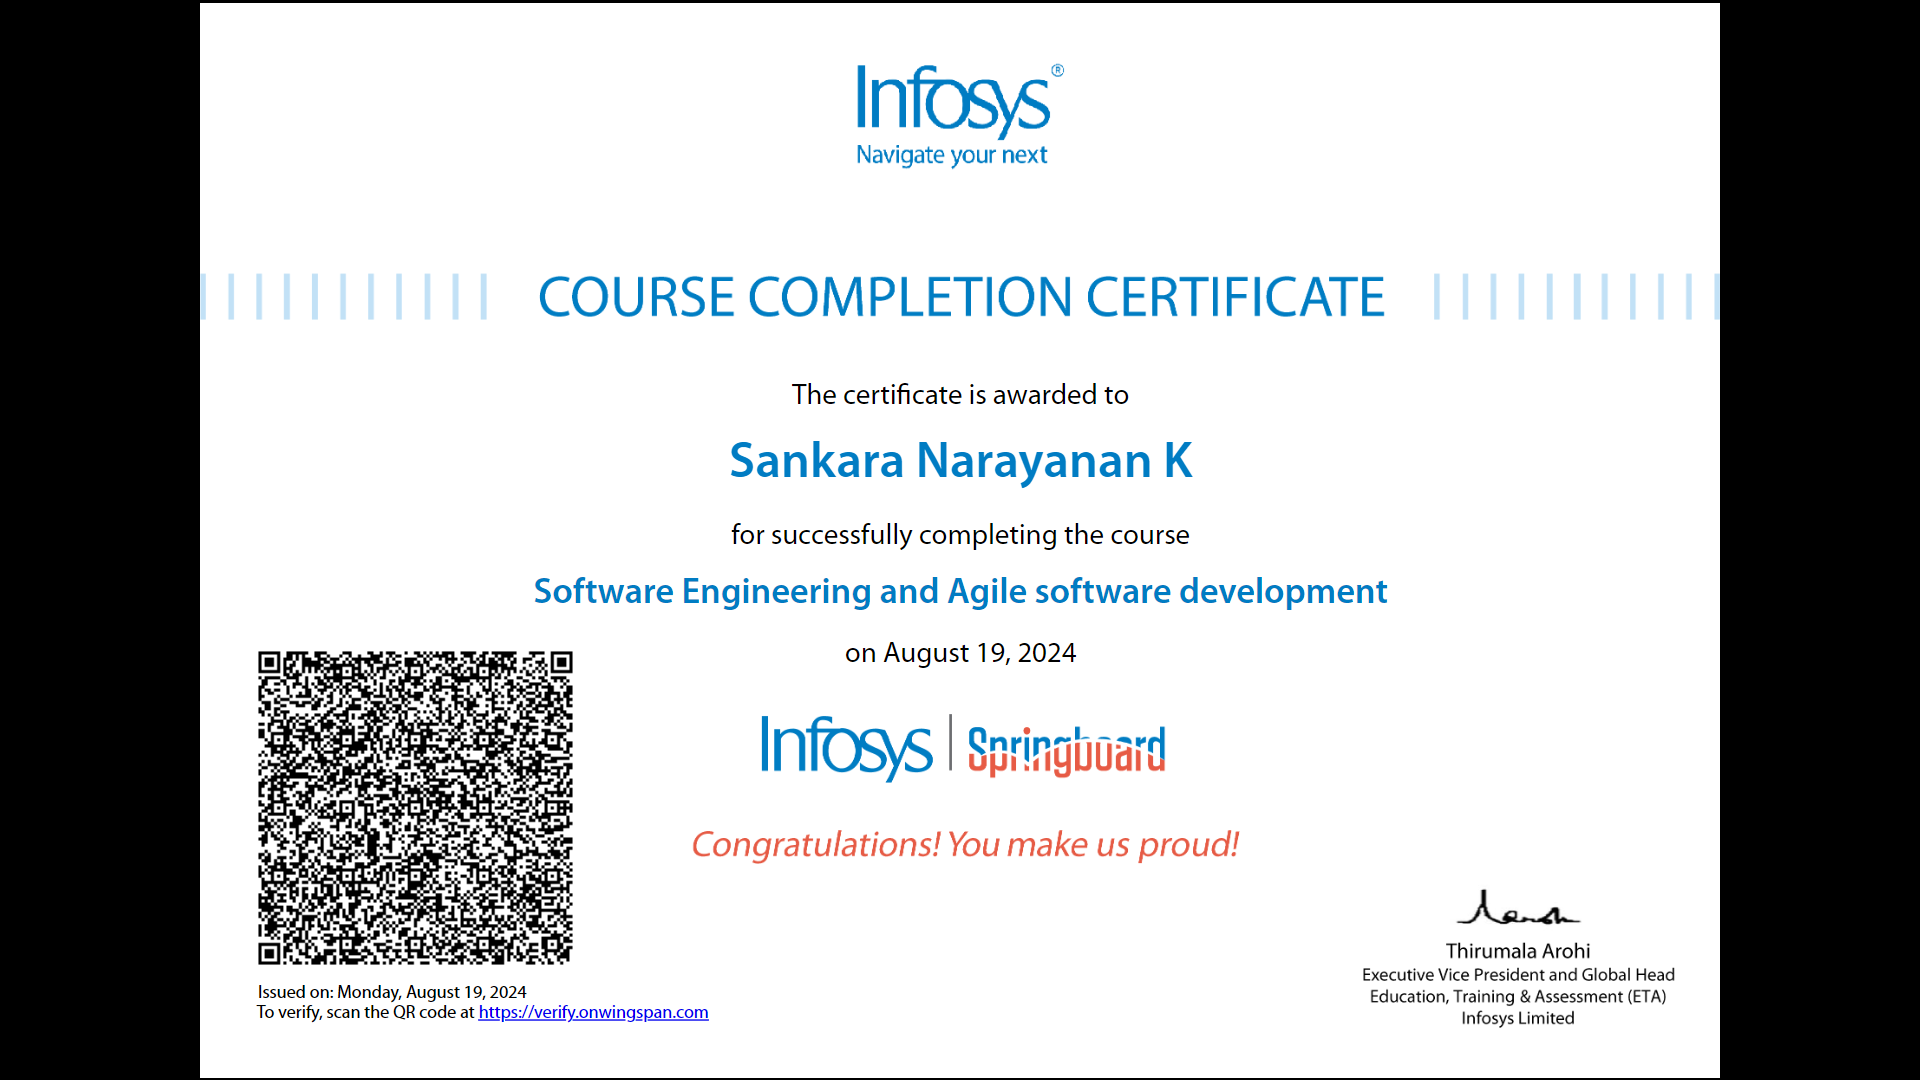 Infosys®
Navigate your next
COURSE COMPLETION CERTIFICATE
The certificate is awarded to
Sankara Narayanan K
for successfully completing the course
Software Engineering and Agile software development
on August 19, 2024
Infosys | Springboard
Congratulations! You make us proud!
Thirumala Arohi
Executive Vice President and Global Head
Education, Training & Assessment (ETA)
Infosys Limited
Issued on: Monday, August 19, 2024
To verify, scan the QR code at https://verify.onwingspan.com